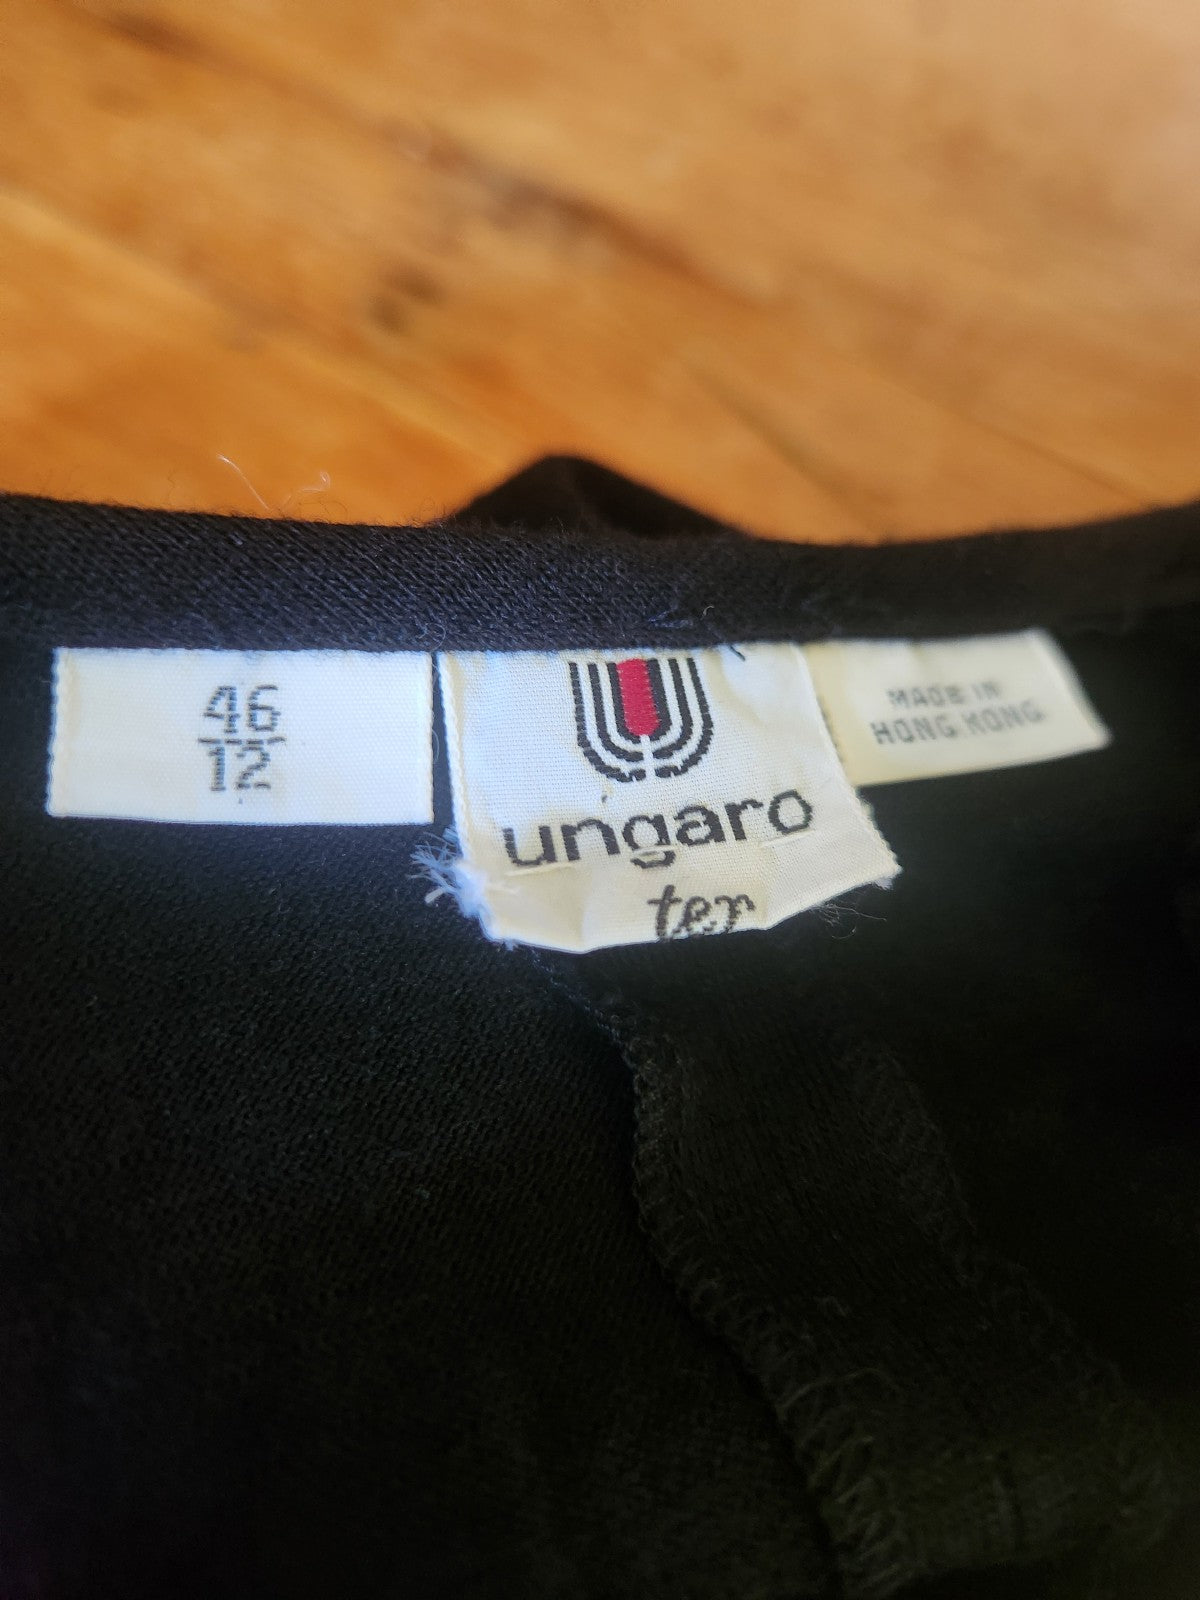 46
12
ungaro
ter
MADE IN
HONG KONG